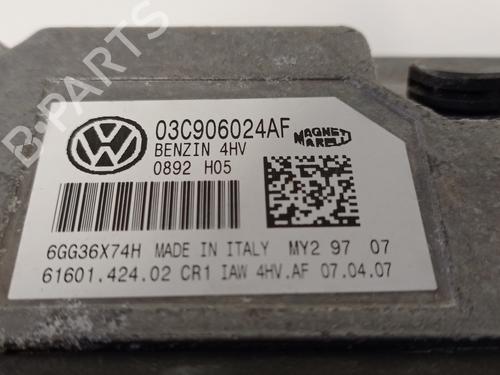 B-PARTS
03C906024AF
MAGNETI MARELLI
BENZIN 4HV
0892 H05
6GG36X74H MADE IN ITALY MY2 97 07
61601.424.02 CR1 IAW 4HV.AF 07.04.07